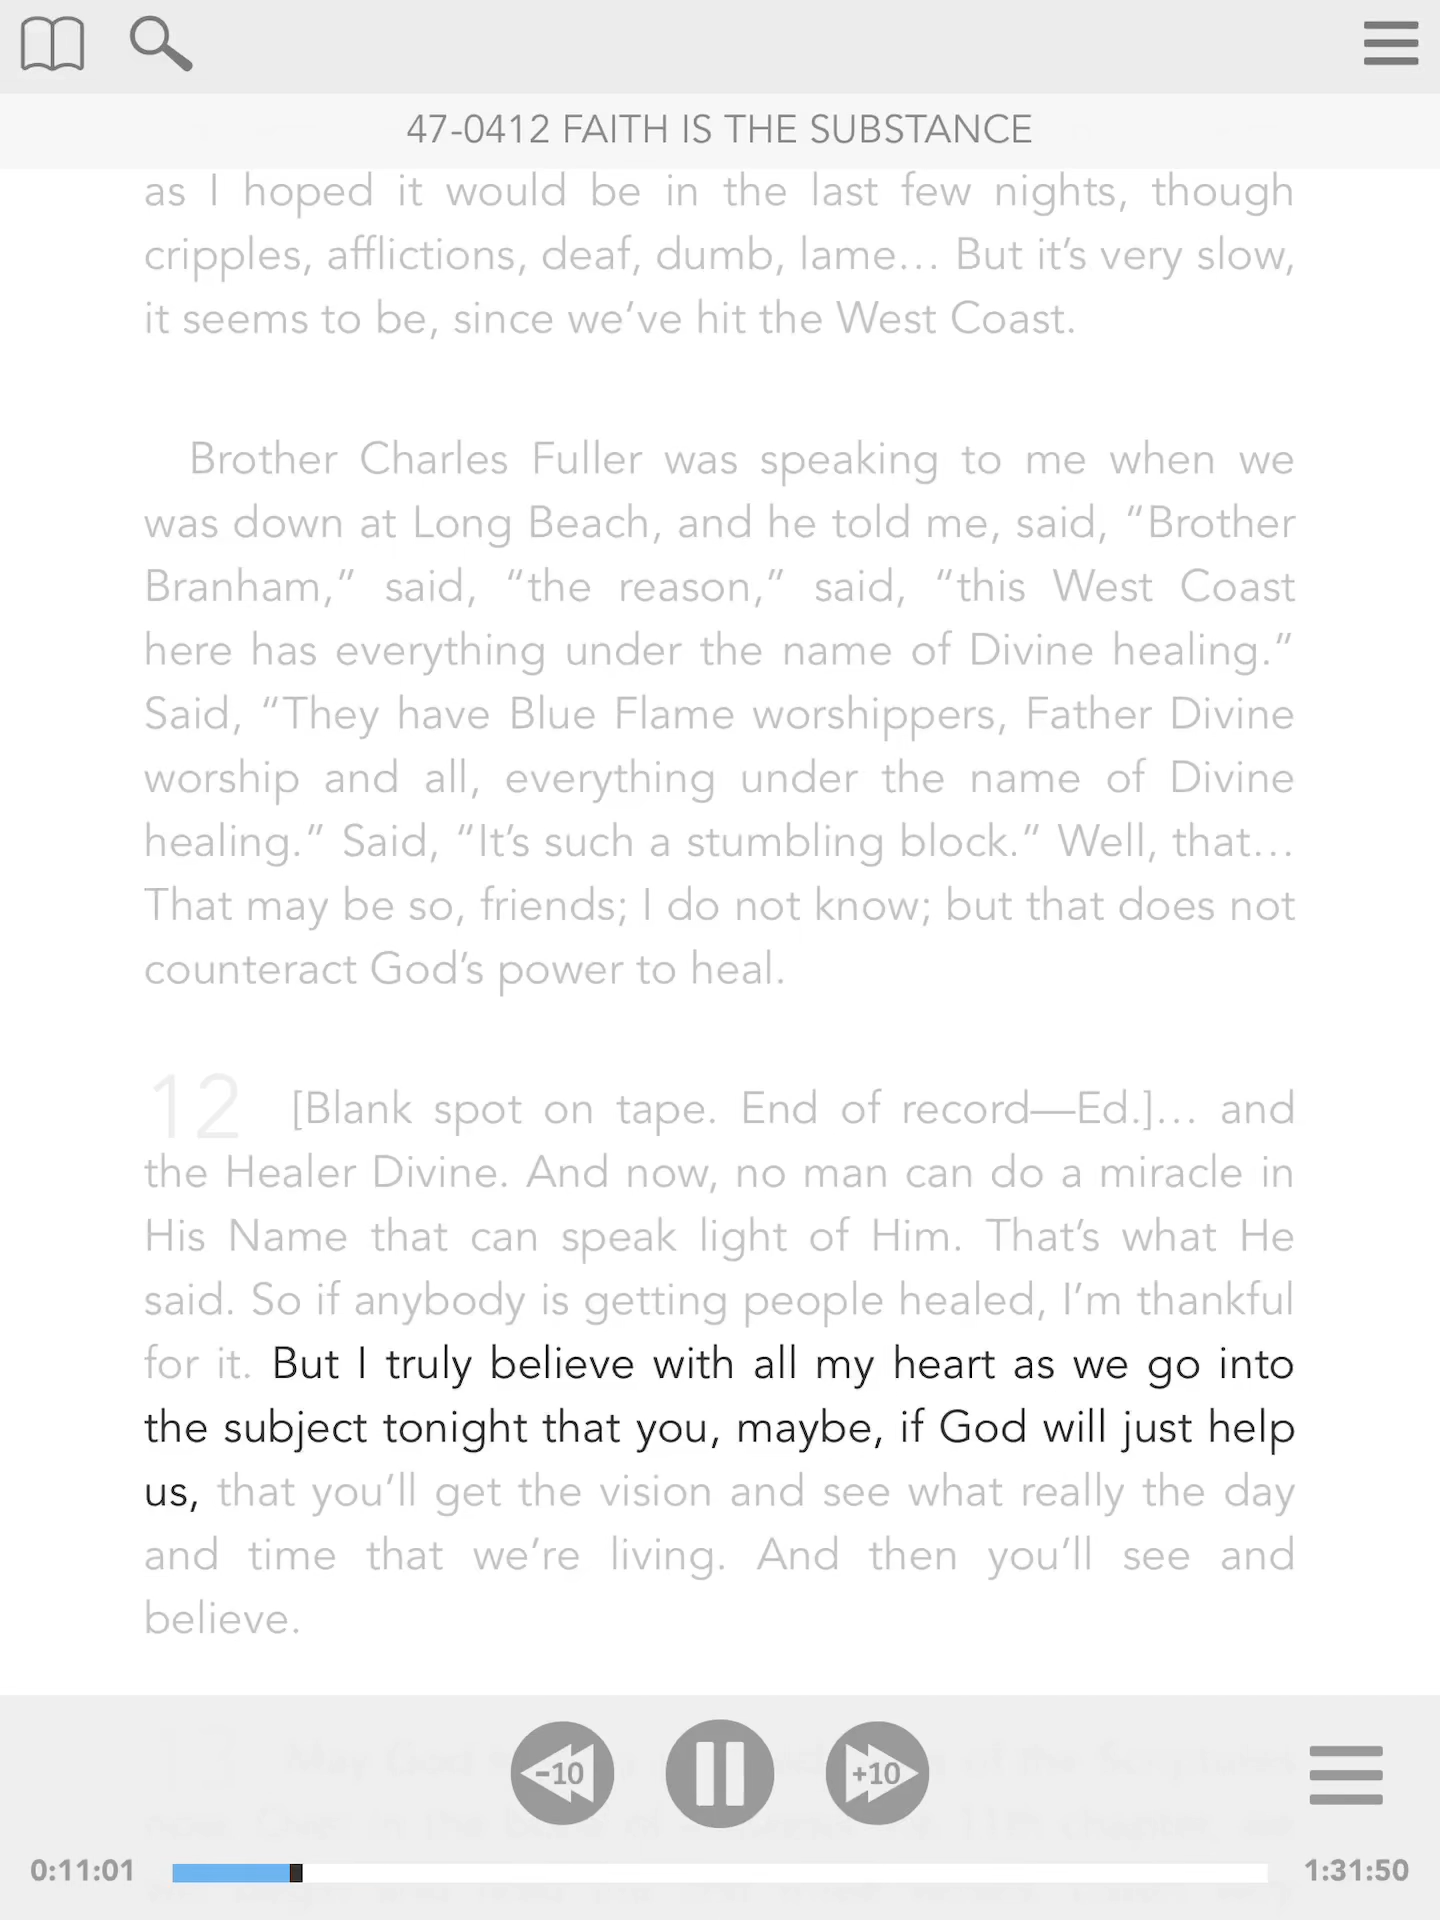 47-0412 FAITH IS THE SUBSTANCE
as I hoped it would be in the last few nights, though
cripples, afflictions, deaf, dumb, lame… But it’s very slow,
it seems to be, since we’ve hit the West Coast.
Brother Charles Fuller was speaking to me when we
was down at Long Beach, and he told me, said, “Brother
Branham,” said, “the reason,” said, “this West Coast
here has everything under the name of Divine healing.”
Said, “They have Blue Flame worshippers, Father Divine
worship and all, everything under the name of Divine
healing.” Said, “It’s such a stumbling block.” Well, that…
That may be so, friends; I do not know; but that does not
counteract God’s power to heal.
12 [Blank spot on tape. End of record—Ed.]… and
the Healer Divine. And now, no man can do a miracle in
His Name that can speak light of Him. That’s what He
said. So if anybody is getting people healed, I’m thankful
for it. But I truly believe with all my heart as we go into
the subject tonight that you, maybe, if God will just help
us, that you’ll get the vision and see what really the day
and time that we’re living. And then you’ll see and
believe.
May God of the Scriptures
-10 +10
11th chapter
0:11:01 1:31:50